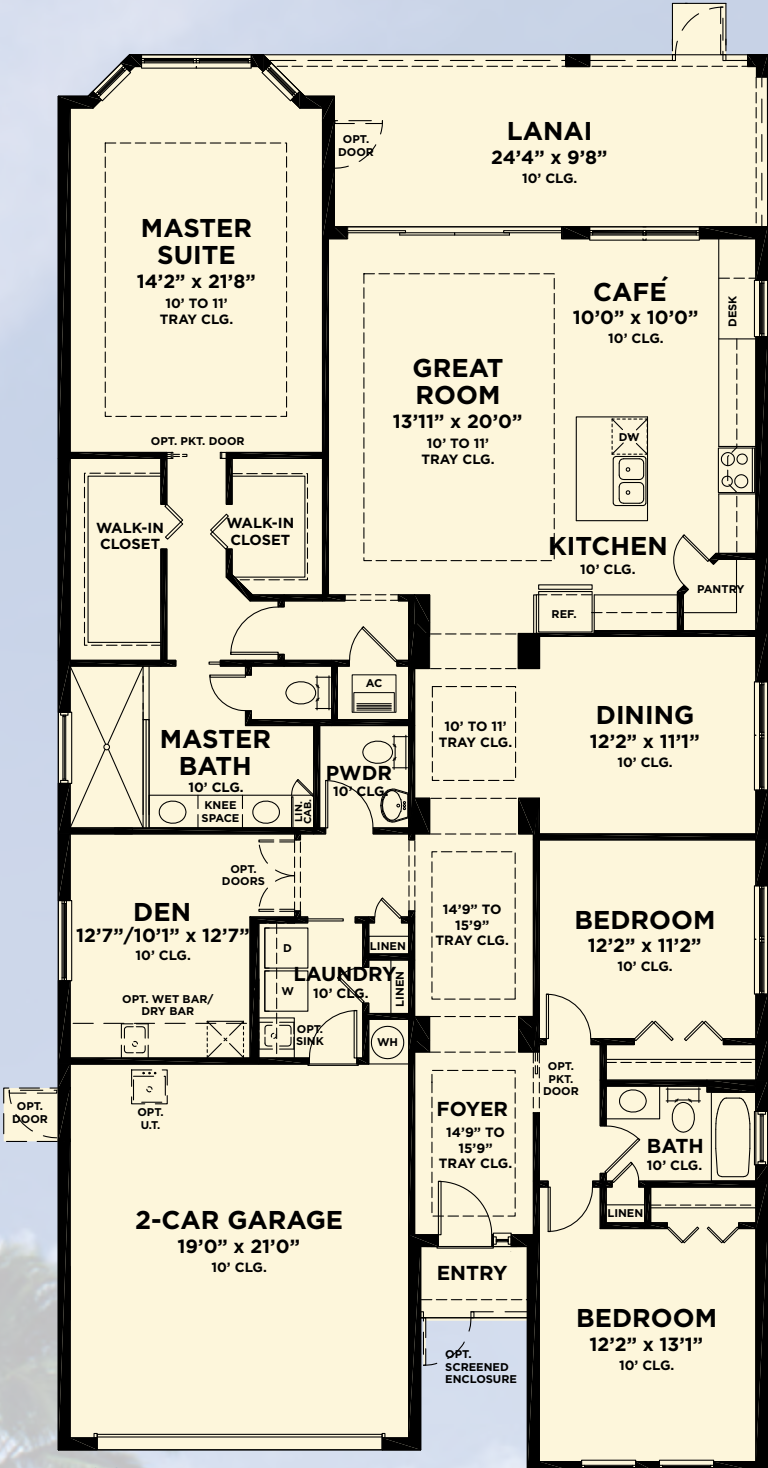 LANAI
24'4" x 9'8"
10' CLG.
OPT.
DOOR
MASTER
SUITE
14'2" x 21'8"
10' TO 11'
TRAY CLG.
OPT. PKT. DOOR
CAFÉ
10'0" x 10'0"
10' CLG.
DESK
GREAT
ROOM
13'11" x 20'0"
10' TO 11'
TRAY CLG.
DW
KITCHEN
10' CLG.
PANTRY
REF.
WALK-IN
CLOSET
WALK-IN
CLOSET
AC
MASTER
BATH
10' CLG.
KNEE
SPACE
LIN.
CAB.
PWDR
10' CLG.
10' TO 11'
TRAY CLG.
DINING
12'2" x 11'1"
10' CLG.
OPT.
DOORS
DEN
12'7"/10'1" x 12'7"
10' CLG.
OPT. WET BAR/
DRY BAR
D
W
LAUNDRY
10' CLG.
OPT.
SINK
LINEN
LINEN
WH
14'9" TO
15'9"
TRAY CLG.
BEDROOM
12'2" x 11'2"
10' CLG.
OPT.
PKT.
DOOR
OPT.
DOOR
OPT.
U.T.
FOYER
14'9" TO
15'9"
TRAY CLG.
BATH
10' CLG.
LINEN
2-CAR GARAGE
19'0" x 21'0"
10' CLG.
ENTRY
OPT.
SCREENED
ENCLOSURE
BEDROOM
12'2" x 13'1"
10' CLG.